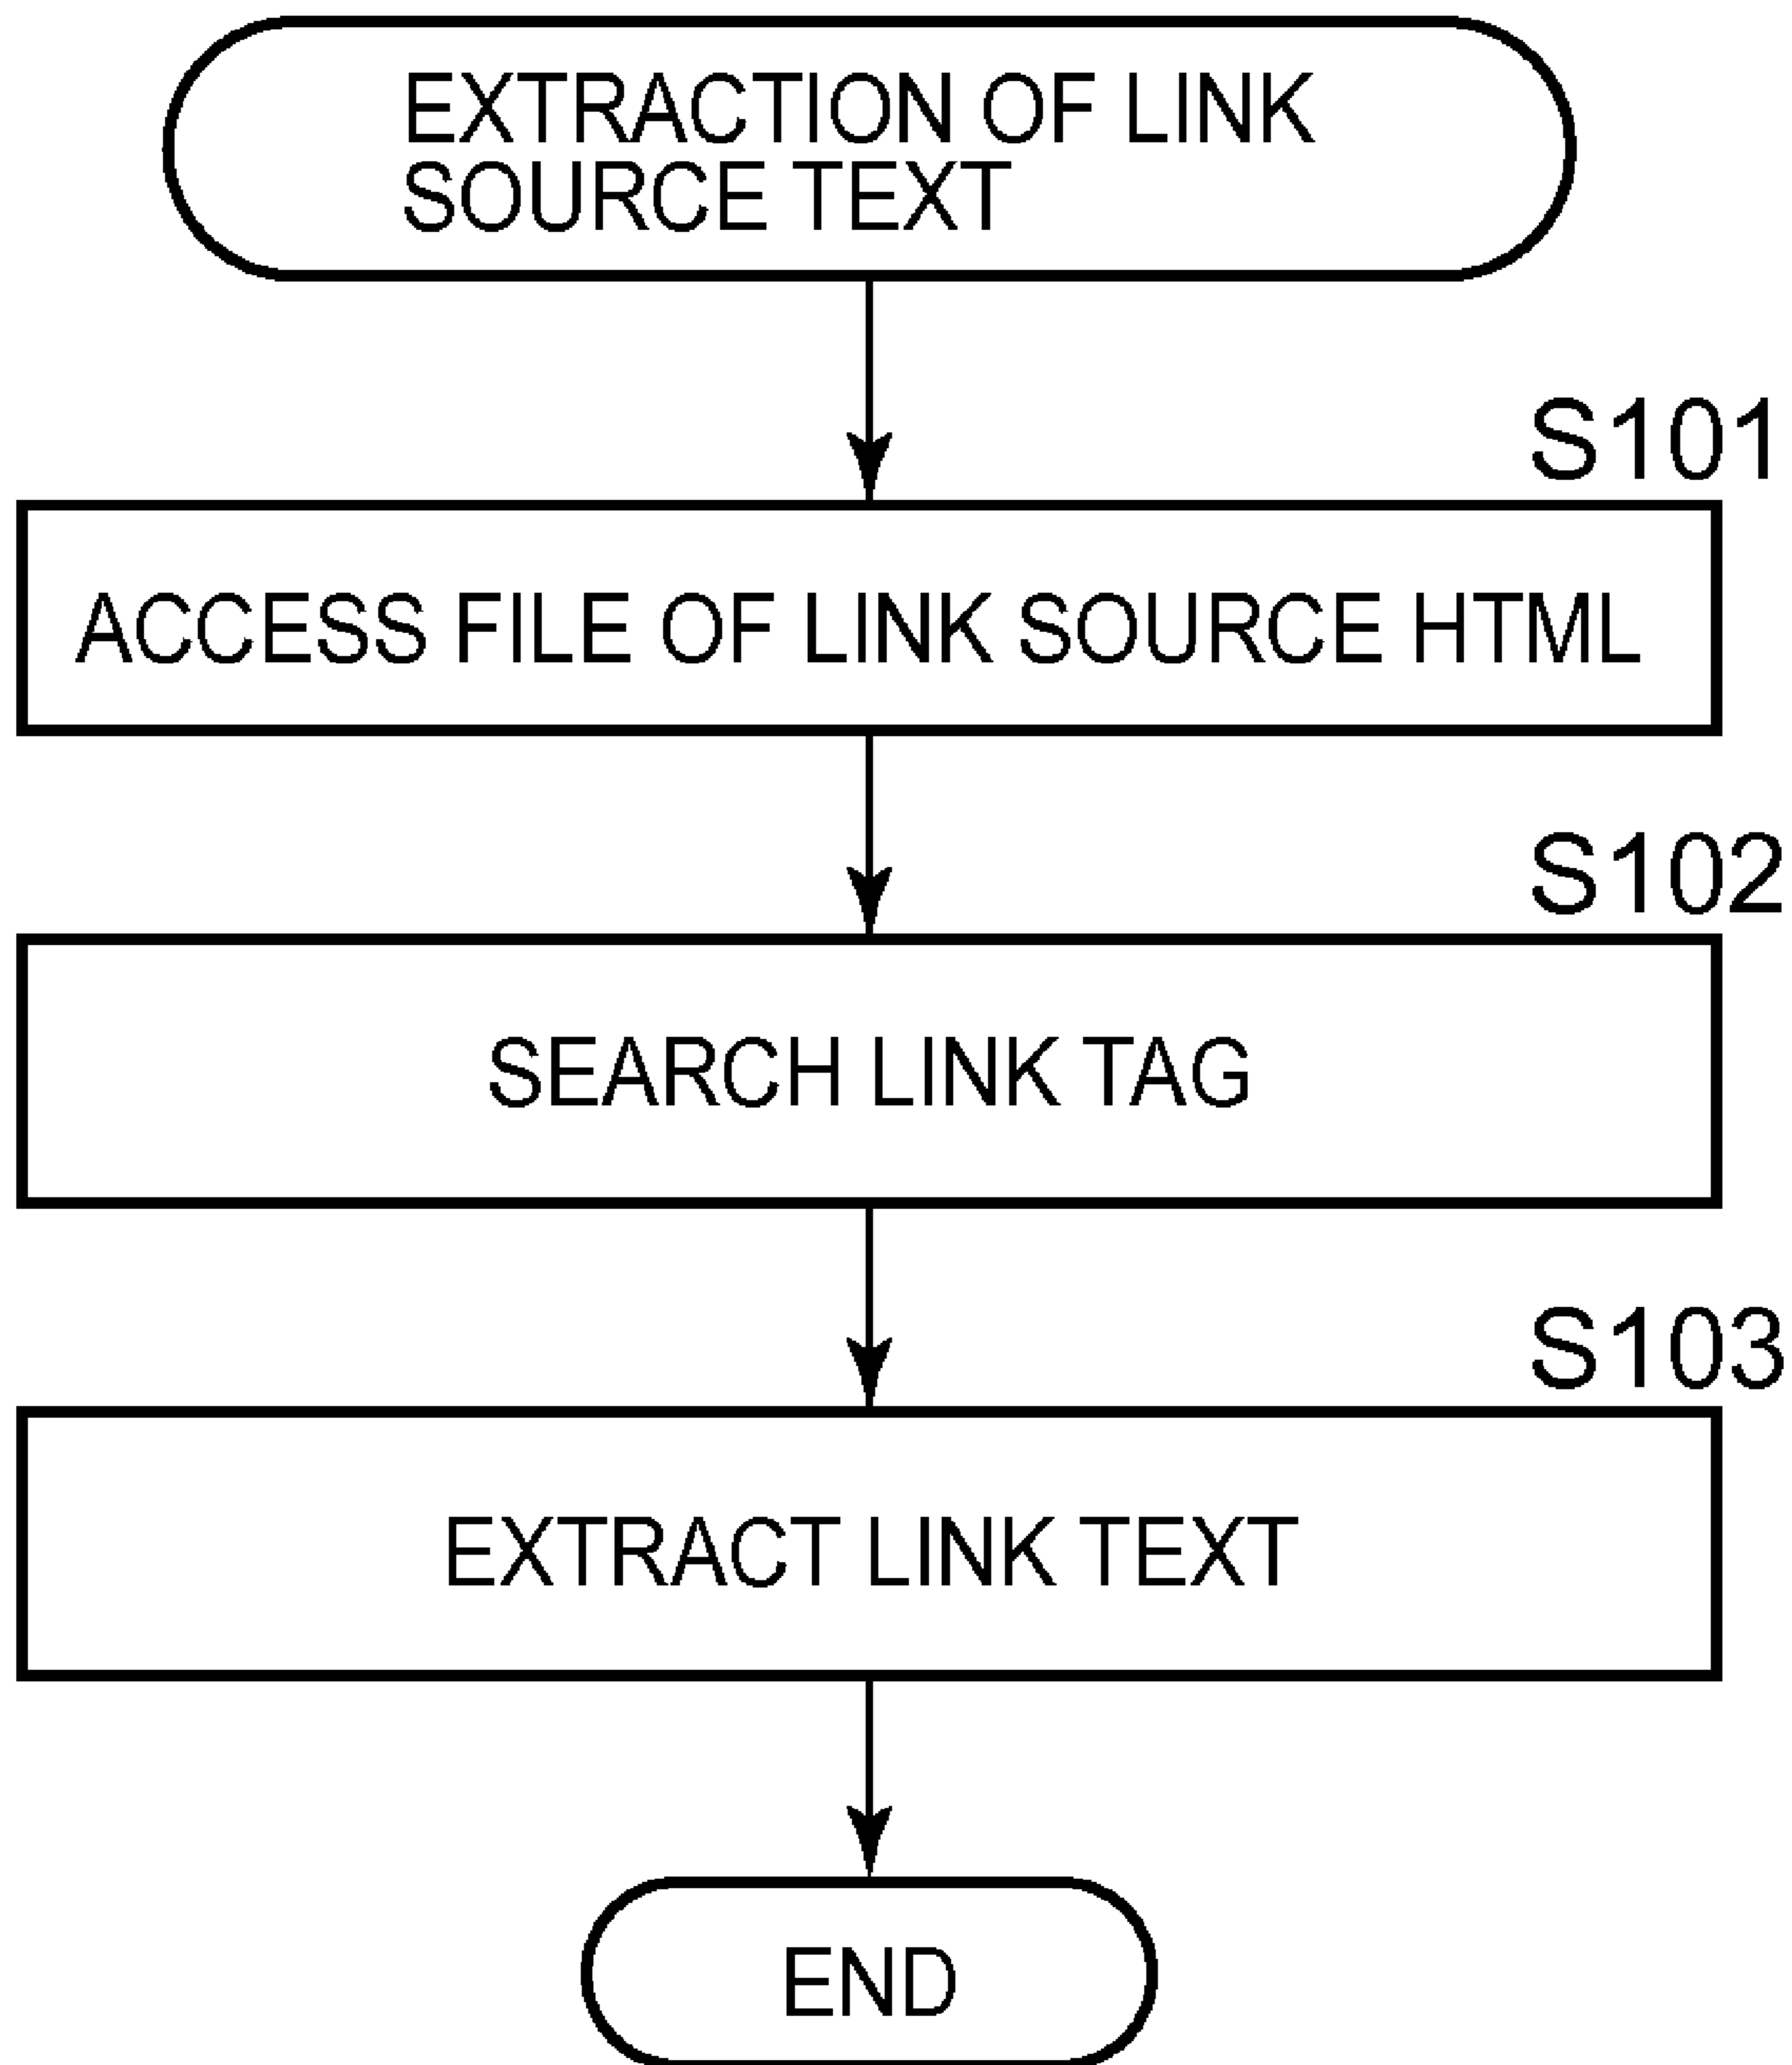 EXTRACTION OF LINK
SOURCE TEXT
S101
ACCESS FILE OF LINK SOURCE HTML
S102
SEARCH LINK TAG
S103
EXTRACT LINK TEXT
END